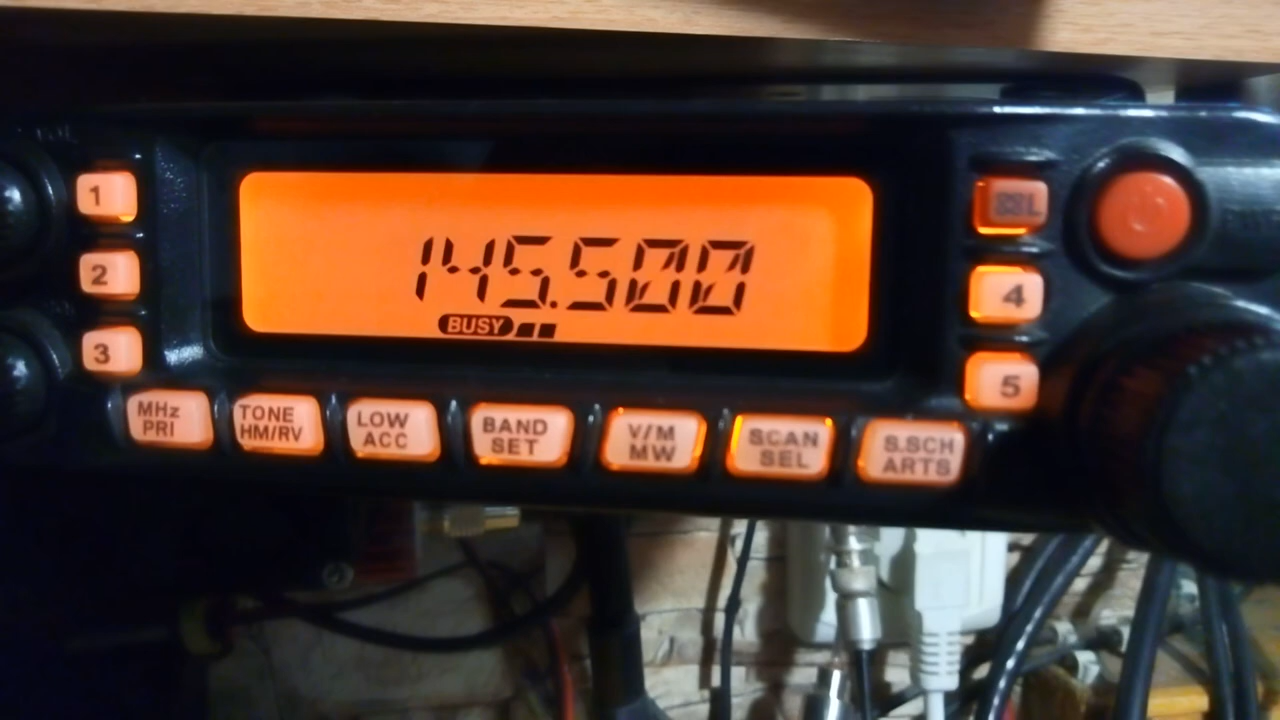 1
2
3
145.500
BUSY
4
5
MHz
PRI
TONE
HM/RV
LOW
ACC
BAND
SET
V/M
MW
SCAN
SEL
S.SCH
ARTS